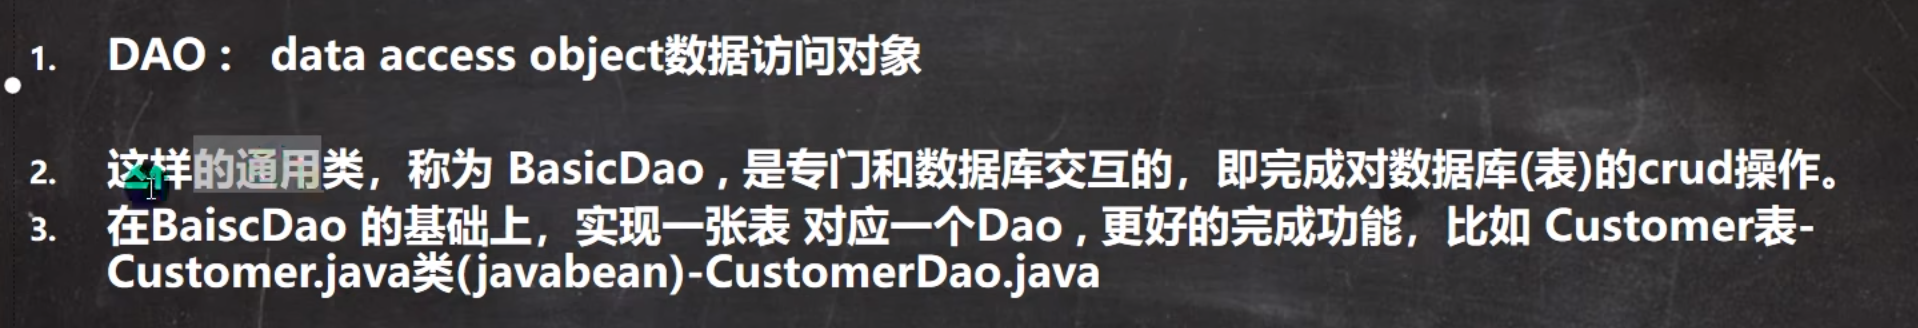 1. DAO： data access object数据访问对象
2. 这样的通用类，称为 BasicDao , 是专门和数据库交互的，即完成对数据库(表)的crud操作。
3. 在BaiscDao 的基础上，实现一张表 对应一个Dao , 更好的完成功能，比如 Customer表-
Customer.java类(javabean)-CustomerDao.java